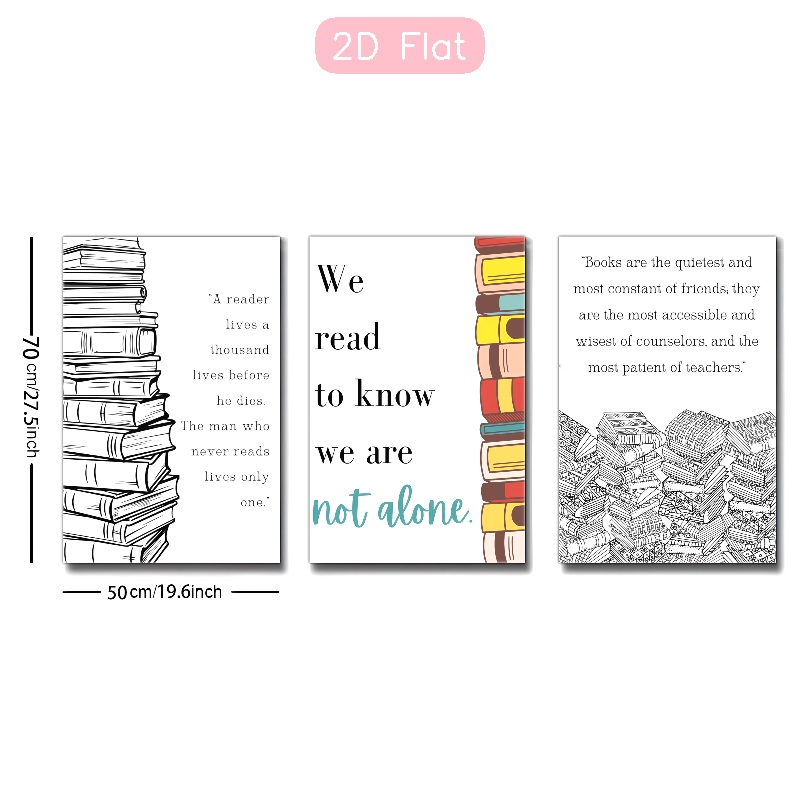 2D Flat
70cm/27.5inch
"A reader
lives a
thousand
lives before
he dies.
The man who
never reads
lives only
one."
We
read
to know
we are
not alone.
"Books are the quietest and
most constant of friends; they
are the most accessible and
wisest of counselors, and the
most patient of teachers."
50cm/19.6inch